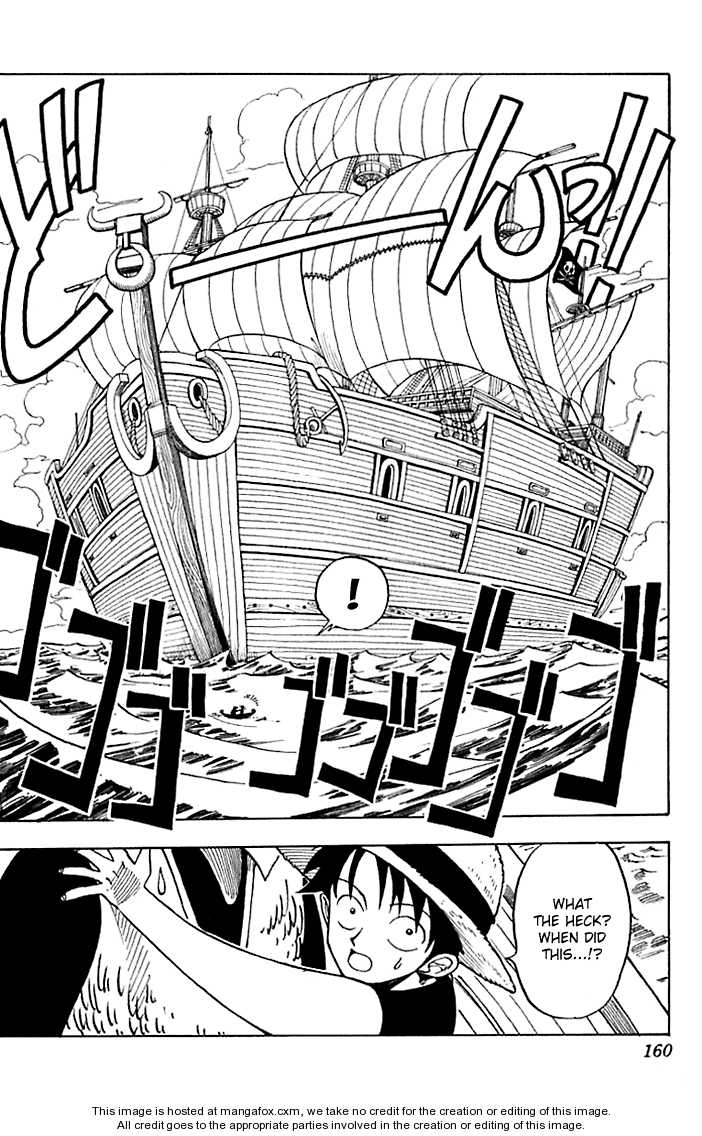 どーん!!
!
ゴゴゴゴゴゴゴゴ
WHAT
THE HECK?
WHEN DID
THIS...!?
160
This image is hosted at mangafox.cxm, we take no credit for the creation or editing of this image.
All credit goes to the appropriate parties involved in the creation or editing of this image.